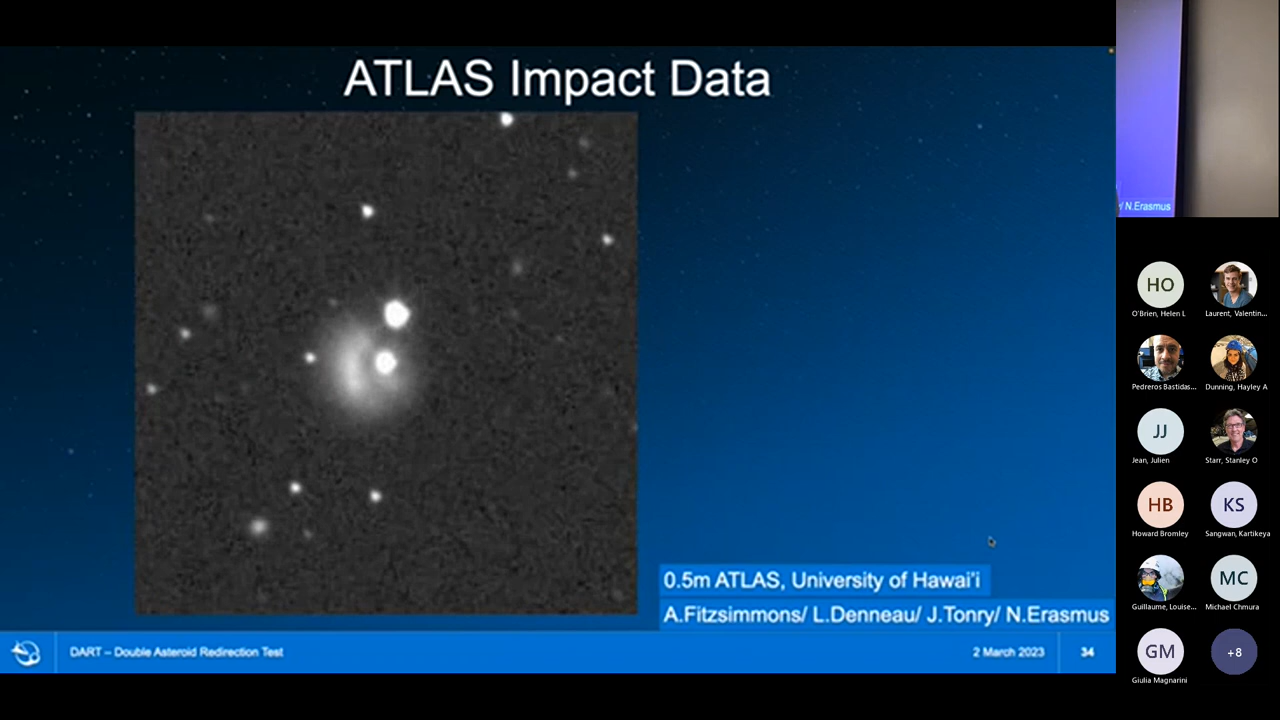 ATLAS Impact Data
0.5m ATLAS, University of Hawai'i
A.Fitzsimmons/ L.Denneau/ J.Tonry/ N.Erasmus
DART – Double Asteroid Redirection Test
2 March 2023
34
/ N.Erasmus
HO
O'Brien, Helen L
Laurent, Valentin...
Pedreros Bastidas...
Dunning, Hayley A
JJ
Jean, Julien
Starr, Stanley O
HB
KS
Howard Bromley
Sangwan, Kartikeya
MC
Guillaume, Louise...
Michael Chmura
GM
+8
Giulia Magnarini